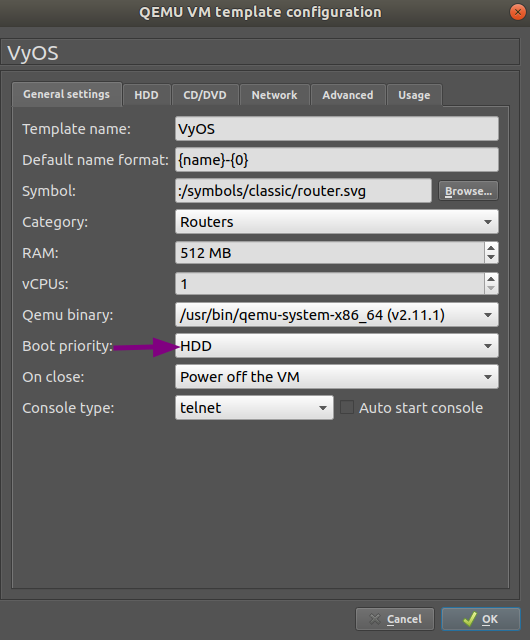 QEMU VM template configuration
VyOS
General settings HDD CD/DVD Network Advanced Usage
Template name: VyOS
Default name format: {name}-{0}
Symbol: :/symbols/classic/router.svg Browse...
Category: Routers
RAM: 512 MB
vCPUs: 1
Qemu binary: /usr/bin/qemu-system-x86_64 (v2.11.1)
Boot priority: HDD
On close: Power off the VM
Console type: telnet Auto start console
Cancel OK